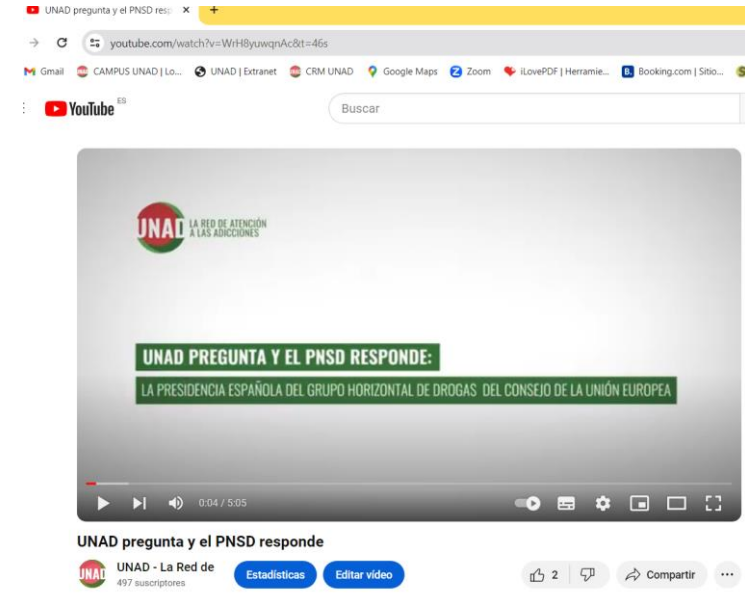 UNAD pregunta y el PNSD resp
youtube.com/watch?v=WrH8yuwqnAc&t=46s
Gmail CAMPUS UNAD | Lo... UNAD | Extranet CRM UNAD Google Maps Zoom iLovePDF | Herramie... Booking.com | Sitio...
YouTube ES
Buscar
UNAD LA RED DE ATENCIÓN
A LAS ADICCIONES
UNAD PREGUNTA Y EL PNSD RESPONDE:
LA PRESIDENCIA ESPAÑOLA DEL GRUPO HORIZONTAL DE DROGAS DEL CONSEJO DE LA UNIÓN EUROPEA
0:04 / 5:05
UNAD pregunta y el PNSD responde
UNAD UNAD - La Red de
497 suscriptores
Estadísticas Editar vídeo 2 Compartir